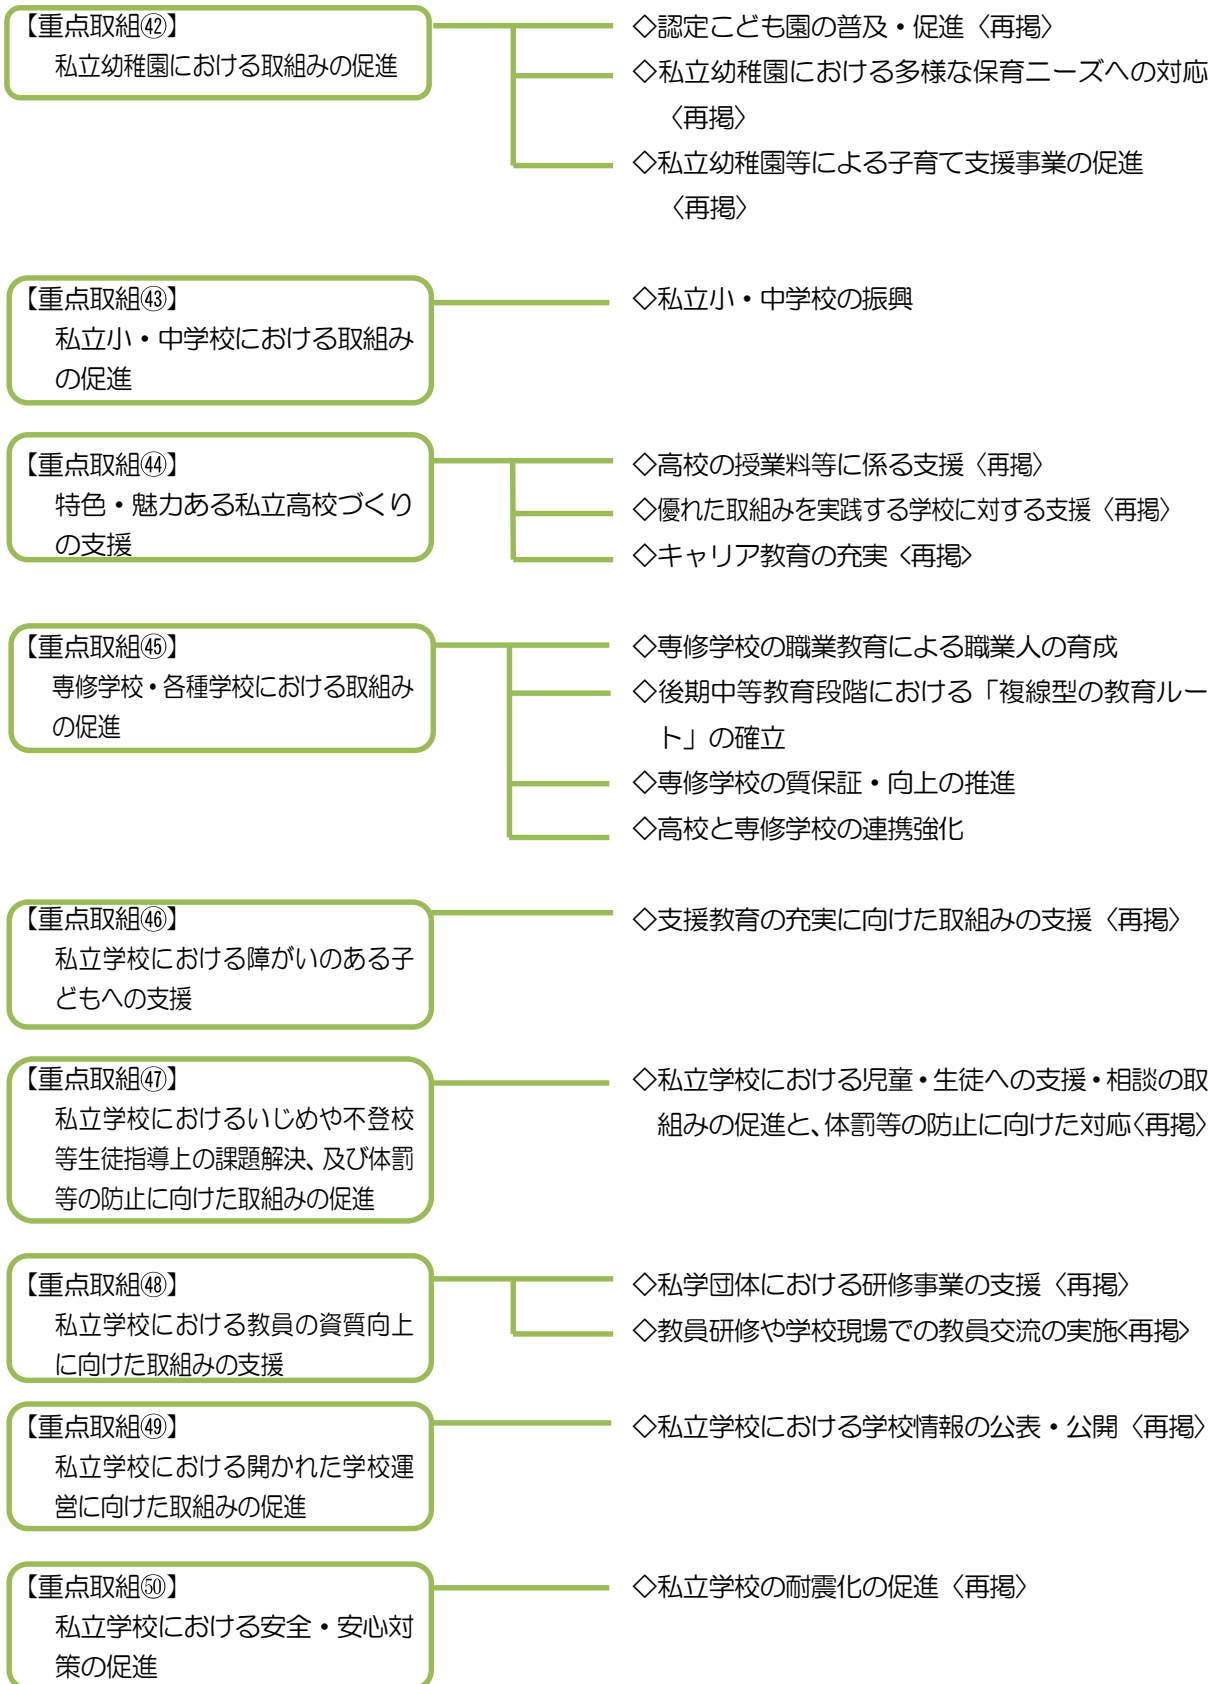 【重点取組㊷】
私立幼稚園における取組みの促進
◇認定こども園の普及・促進〈再掲〉
◇私立幼稚園における多様な保育ニーズへの対応
〈再掲〉
◇私立幼稚園等による子育て支援事業の促進
〈再掲〉
【重点取組㊸】
私立小・中学校における取組み
の促進
◇私立小・中学校の振興
【重点取組㊹】
特色・魅力ある私立高校づくり
の支援
◇高校の授業料等に係る支援〈再掲〉
◇優れた取組みを実践する学校に対する支援〈再掲〉
◇キャリア教育の充実〈再掲〉
【重点取組㊺】
専修学校・各種学校における取組み
の促進
◇専修学校の職業教育による職業人の育成
◇後期中等教育段階における「複線型の教育ルー
ト」の確立
◇専修学校の質保証・向上の推進
◇高校と専修学校の連携強化
【重点取組㊻】
私立学校における障がいのある子
どもへの支援
◇支援教育の充実に向けた取組みの支援〈再掲〉
【重点取組㊼】
私立学校におけるいじめや不登校
等生徒指導上の課題解決、及び体罰
等の防止に向けた取組みの促進
◇私立学校における児童・生徒への支援・相談の取
組みの促進と、体罰等の防止に向けた対応〈再掲〉
【重点取組㊽】
私立学校における教員の資質向上
に向けた取組みの支援
◇私学団体における研修事業の支援〈再掲〉
◇教員研修や学校現場での教員交流の実施<再掲>
【重点取組㊾】
私立学校における開かれた学校運
営に向けた取組みの促進
◇私立学校における学校情報の公表・公開〈再掲〉
【重点取組㊿】
私立学校における安全・安心対
策の促進
◇私立学校の耐震化の促進〈再掲〉